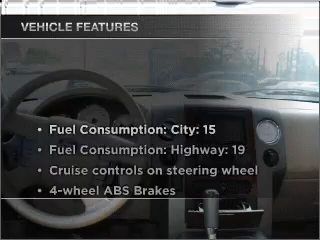 VEHICLE FEATURES
• Fuel Consumption: City: 15
• Fuel Consumption: Highway: 19
• Cruise controls on steering wheel
• 4-wheel ABS Brakes